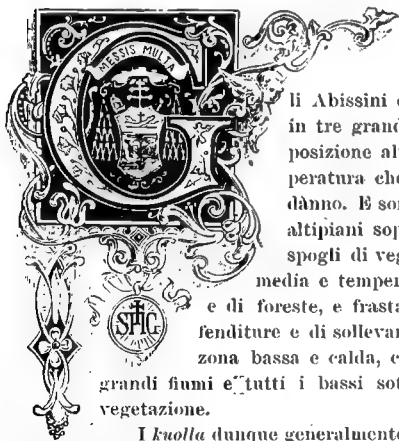 MESSIS MULTA
G
li Abissini
in tre grand
posizione al
peratura che
dànno. E son
altipiani sop
spogli di veg
media e temper
e di foreste, e frasta
fenditure e di sollevan
zona bassa e calda, c
grandi fiumi e tutti i bassi sot
vegetazione.
I kuolla dunque generalmente